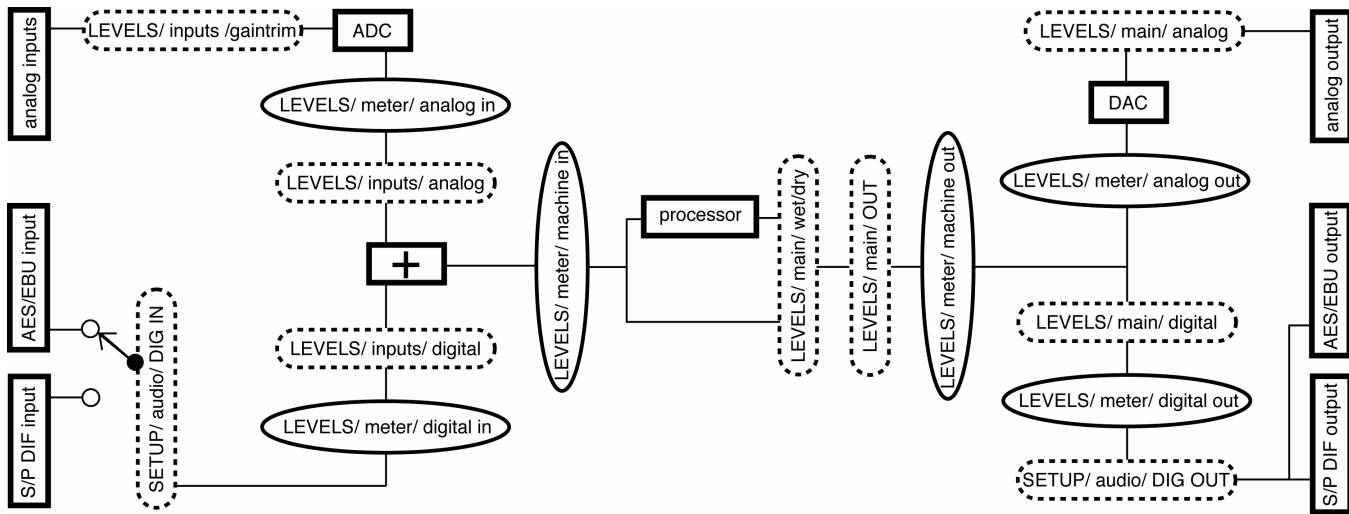 analog inputs
LEVELS/ inputs /gaintrim
ADC
LEVELS/ meter/ analog in
LEVELS/ inputs/ analog
+
LEVELS/ inputs/ digital
LEVELS/ meter/ digital in
AES/EBU input
S/P DIF input
SETUP/ audio/ DIG IN
LEVELS/ meter/ machine in
processor
LEVELS/ main/ wet/dry
LEVELS/ main/ OUT
LEVELS/ meter/ machine out
LEVELS/ main/ analog
DAC
LEVELS/ meter/ analog out
LEVELS/ main/ digital
LEVELS/ meter/ digital out
SETUP/ audio/ DIG OUT
analog output
AES/EBU output
S/P DIF output